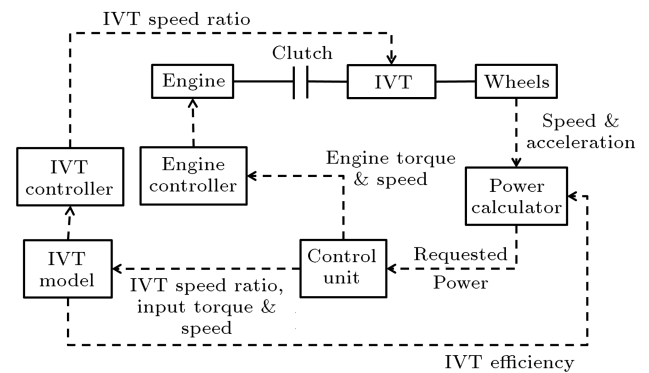 IVT speed ratio
Clutch
Engine
IVT
Wheels
Speed &
acceleration
IVT
controller
Engine
controller
Engine torque
& speed
Power
calculator
IVT
model
Control
unit
Requested
Power
IVT speed ratio,
input torque &
speed
IVT efficiency